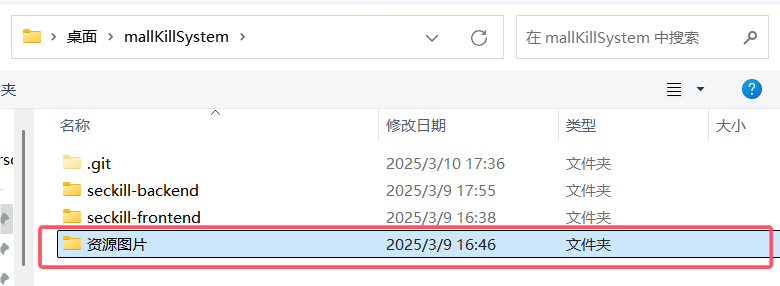 桌面 mallKillSystem
在 mallKillSystem 中搜索
夹
?
名称 修改日期 类型 大小
.git 2025/3/10 17:36 文件夹
seckill-backend 2025/3/9 17:55 文件夹
seckill-frontend 2025/3/9 16:38 文件夹
资源图片 2025/3/9 16:46 文件夹